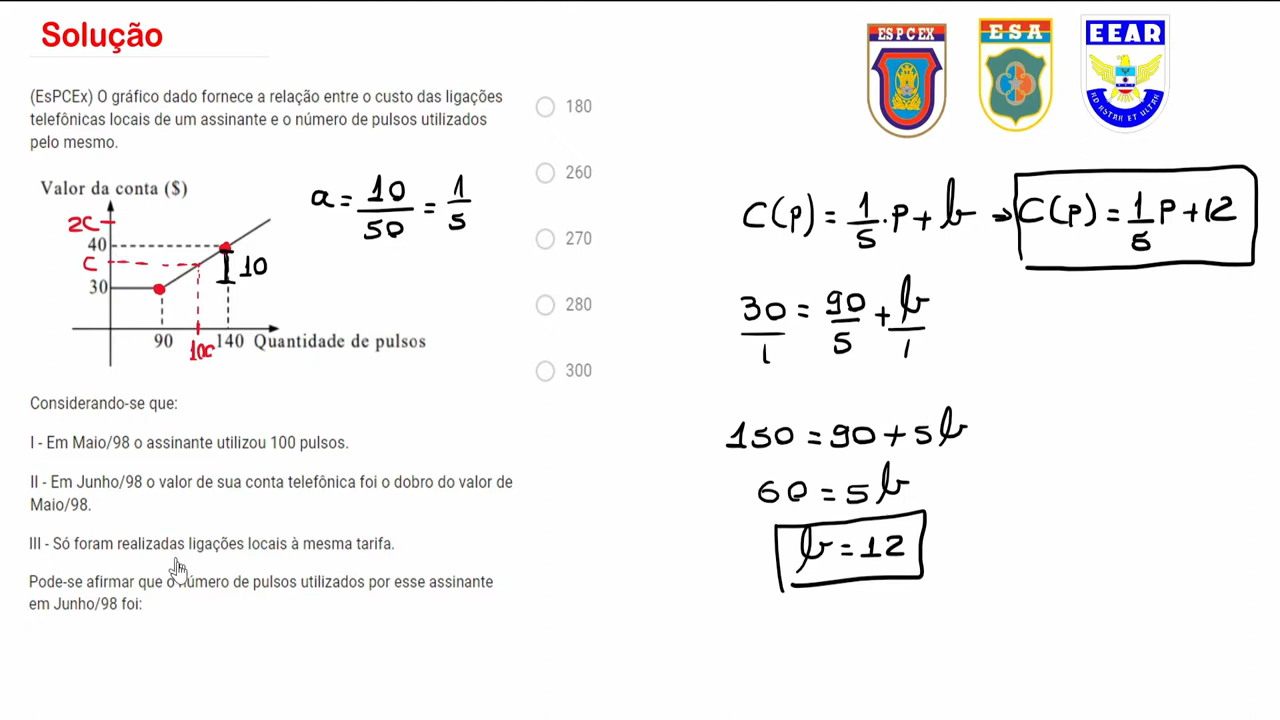 Solução
(EsPCEx) O gráfico dado fornece a relação entre o custo das ligações
telefônicas locais de um assinante e o número de pulsos utilizados
pelo mesmo.
Valor da conta ($)
2C
40
C
30
10
90
100
140 Quantidade de pulsos
a = 10/50 = 1/5
Considerando-se que:
I - Em Maio/98 o assinante utilizou 100 pulsos.
II - Em Junho/98 o valor de sua conta telefônica foi o dobro do valor de
Maio/98.
III - Só foram realizadas ligações locais à mesma tarifa.
Pode-se afirmar que o número de pulsos utilizados por esse assinante
em Junho/98 foi:
180
260
270
280
300
ESPCEX
ESA
EEAR
C(p) = 1/5 . p + b → C(p) = 1/5 p + 12
30/1 = 90/5 + b/1
150 = 90 + 5b
60 = 5b
b = 12